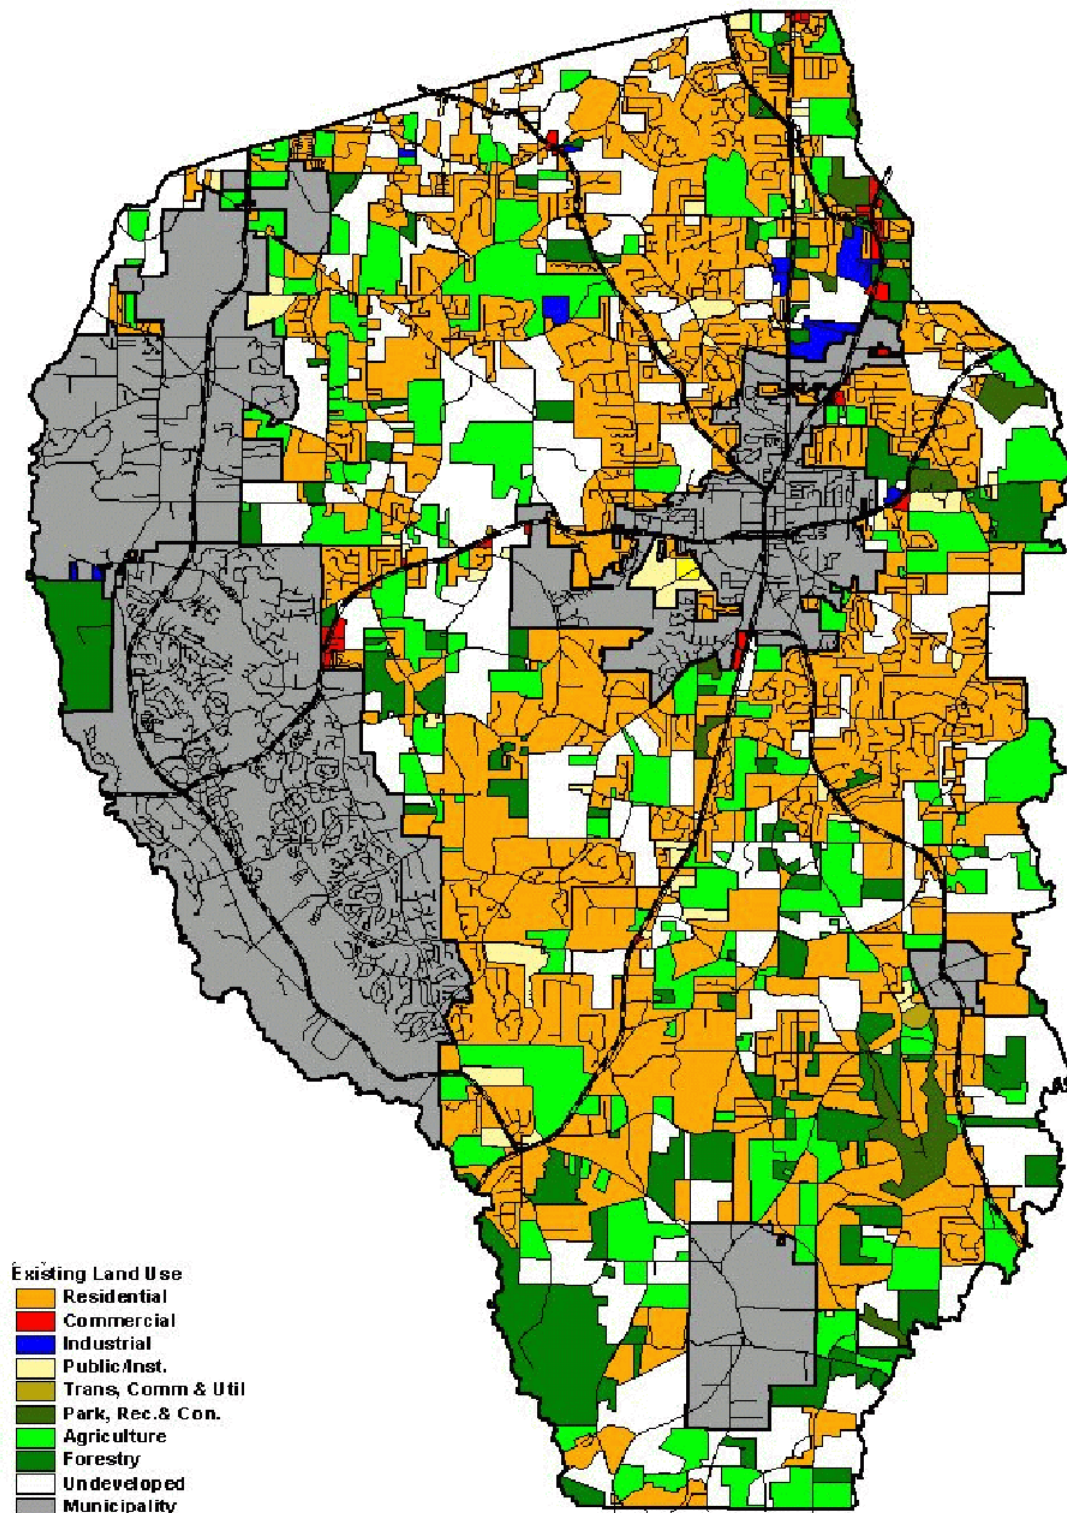 Existing Land Use
Residential
Commercial
Industrial
Public/Inst.
Trans, Comm & Util
Park, Rec.& Con.
Agriculture
Forestry
Undeveloped
Municipality